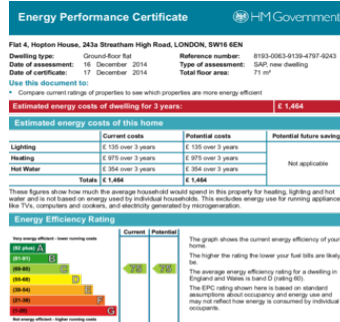 Energy Performance Certificate
HM Government
Flat 4, Hopton House, 243a Streatham High Road, LONDON, SW16 6EN
Dwelling type: Ground-floor flat Reference number: 8193-0063-9139-4797-9243
Date of assessment: 16 December 2014 Type of assessment: SAP, new dwelling
Date of certificate: 17 December 2014 Total floor area: 71 m²
Use this document to:
• Compare current ratings of properties to see which properties are more energy efficient
Estimated energy costs of dwelling for 3 years: £ 1,464
Estimated energy costs of this home
Current costs Potential costs Potential future saving
Lighting £ 135 over 3 years £ 135 over 3 years
Heating £ 975 over 3 years £ 975 over 3 years
Hot Water £ 354 over 3 years £ 354 over 3 years
Not applicable
Totals £ 1,464 £ 1,464
These figures show how much the average household would spend in this property for heating, lighting and hot
water and is not based on energy used by individual households. This excludes energy use for running appliance
like TVs, computers and cookers, and electricity generated by microgeneration.
Energy Efficiency Rating
Current Potential
Very energy efficient - lower running costs
(92 plus) A
(81-91) B
(69-80) C
(55-68) D
(39-54) E
(21-38) F
(1-20) G
Not energy efficient - higher running costs
75 75
The graph shows the current energy efficiency of your
home.
The higher the rating the lower your fuel bills are likely
be.
The average energy efficiency rating for a dwelling in
England and Wales is band D (rating 60).
The EPC rating shown here is based on standard
assumptions about occupancy and energy use and
may not reflect how energy is consumed by individual
occupants.